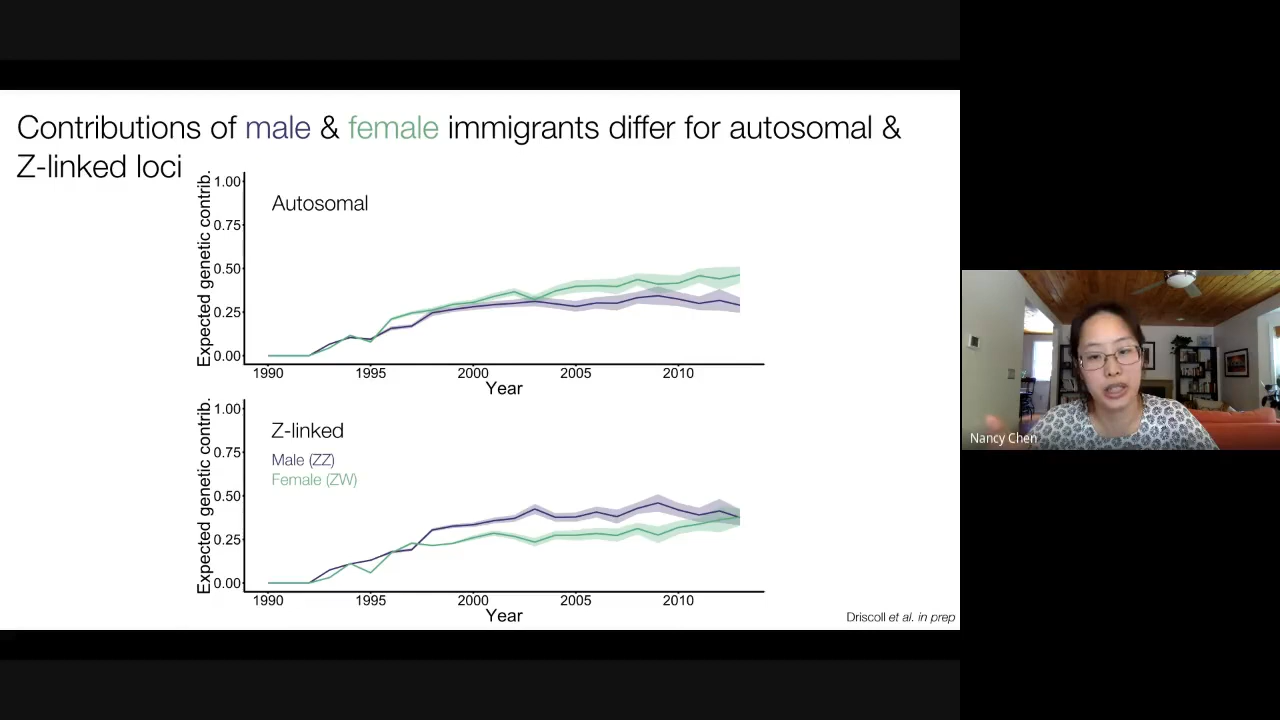 Contributions of male & female immigrants differ for autosomal &
Z-linked loci
Expected genetic contrib.
1.00
0.75
0.50
0.25
0.00
Autosomal
1990
1995
2000
2005
2010
Year
Expected genetic contrib.
1.00
0.75
0.50
0.25
0.00
Z-linked
Male (ZZ)
Female (ZW)
1990
1995
2000
2005
2010
Year
Driscoll et al. in prep
Nancy Chen